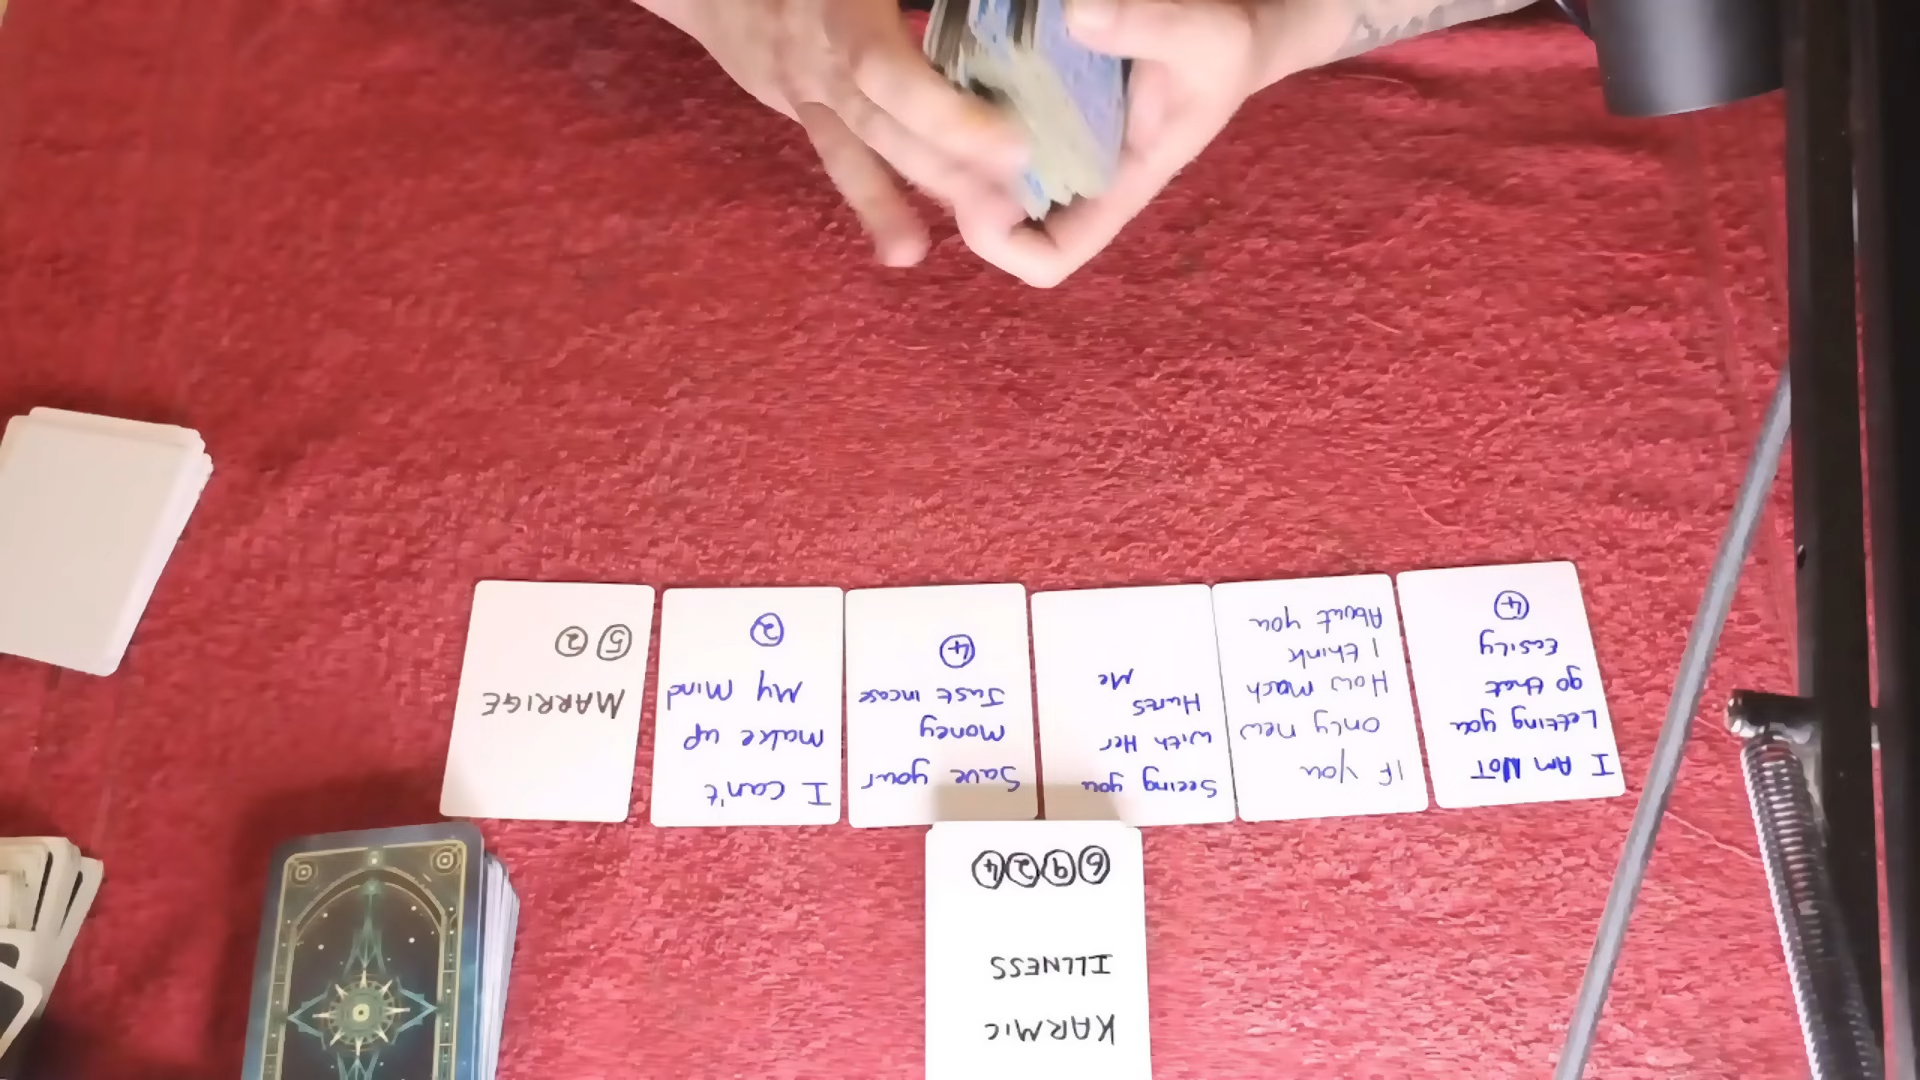 KARMIC
ILLNESS
6 9 2 4
I AM NOT
Letting you
go that
Easily
4
IF you
only new
How much
I think
About you
Seeing you
with Her
Hurts
Me
Save your
Money
Just incase
4
I can't
make up
My Mind
2
MARRIGE
5 2